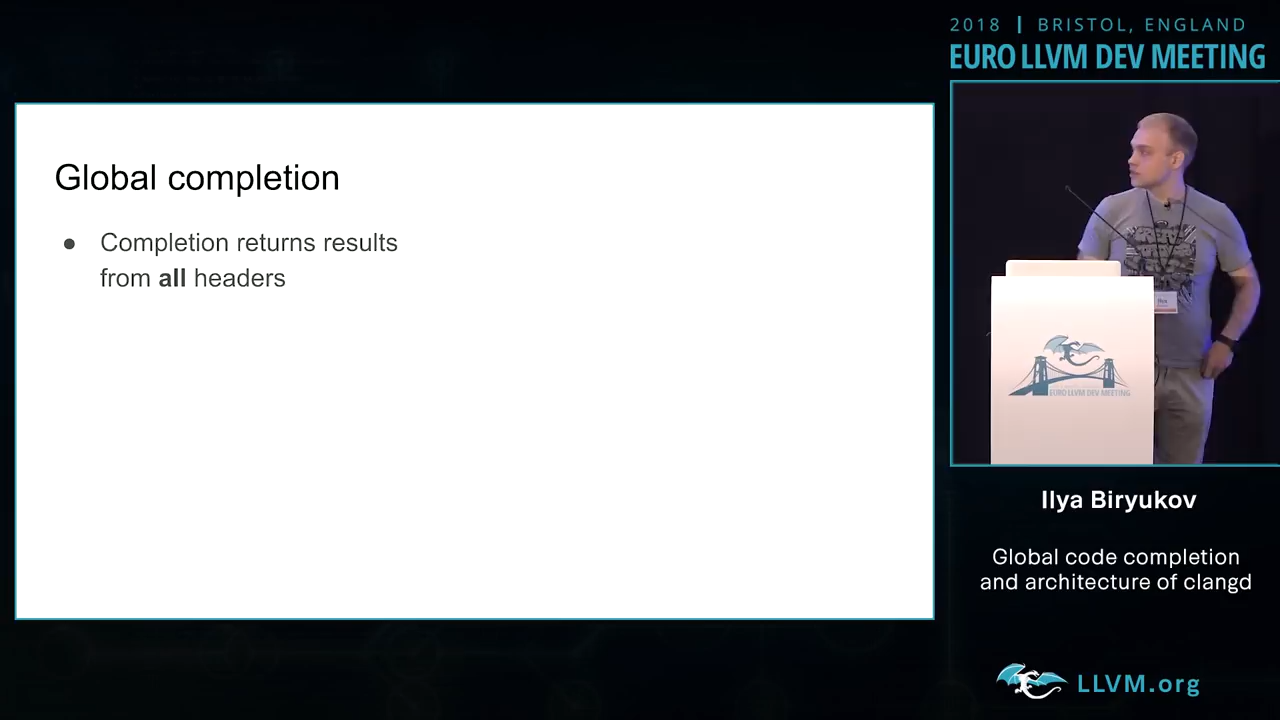 2018 | BRISTOL, ENGLAND
EURO LLVM DEV MEETING
Global completion
● Completion returns results
from all headers
EURO LLVM DEV MEETING
Ilya Biryukov
Global code completion
and architecture of clangd
LLVM.org